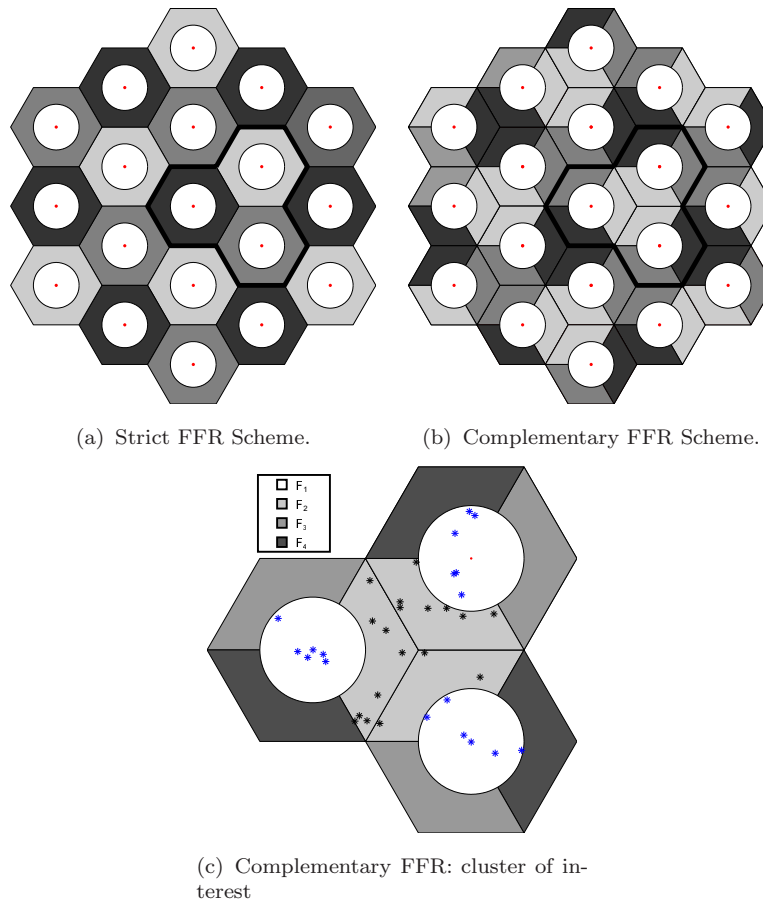 (a) Strict FFR Scheme.
(b) Complementary FFR Scheme.
F₁
F₂
F₃
F₄
(c) Complementary FFR: cluster of in-
terest